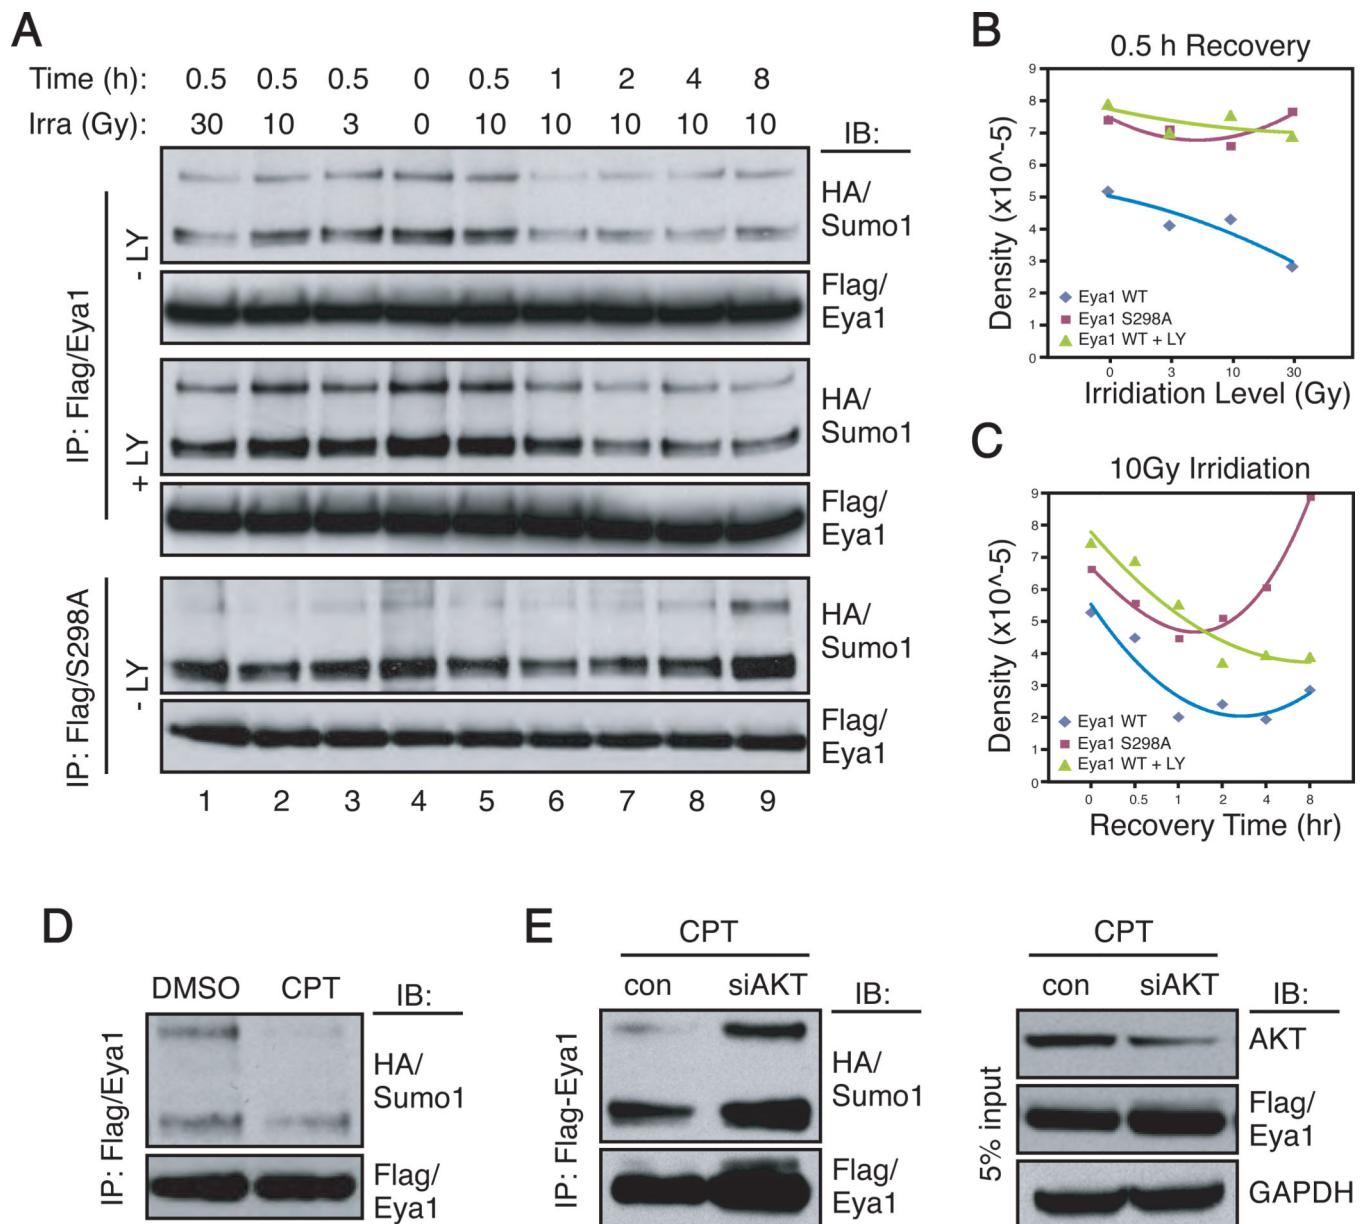 A
Time (h): 0.5 0.5 0.5 0 0.5 1 2 4 8
Irra (Gy): 30 10 3 0 10 10 10 10 10
IB:
IP: Flag/Eya1
- LY
HA/
Sumo1
Flag/
Eya1
+ LY
HA/
Sumo1
Flag/
Eya1
IP: Flag/S298A
- LY
HA/
Sumo1
Flag/
Eya1
1 2 3 4 5 6 7 8 9
B
0.5 h Recovery
Density (x10^-5)
9
8
7
6
5
4
3
2
1
0
Eya1 WT
Eya1 S298A
Eya1 WT + LY
0 3 10 30
Irridiation Level (Gy)
C
10Gy Irridiation
Density (x10^-5)
9
8
7
6
5
4
3
2
1
0
Eya1 WT
Eya1 S298A
Eya1 WT + LY
0 0.5 1 2 4 8
Recovery Time (hr)
D
DMSO CPT IB:
IP: Flag/Eya1
HA/
Sumo1
Flag/
Eya1
E
CPT
con siAKT IB:
IP: Flag-Eya1
HA/
Sumo1
Flag/
Eya1
CPT
con siAKT IB:
5% input
AKT
Flag/
Eya1
GAPDH